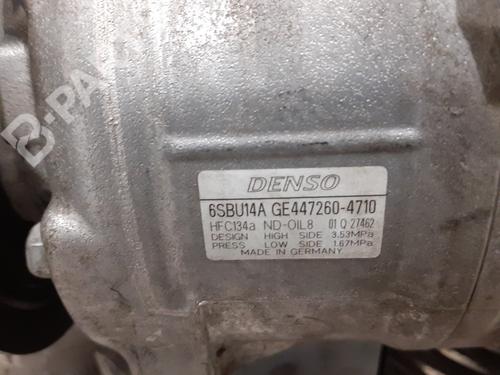 B-PARTS
DENSO
6SBU14A GE447260-4710
HFC134a ND-OIL8 01 Q 27462
DESIGN HIGH SIDE 3.53MPa
PRESS LOW SIDE 1.67MPa
MADE IN GERMANY